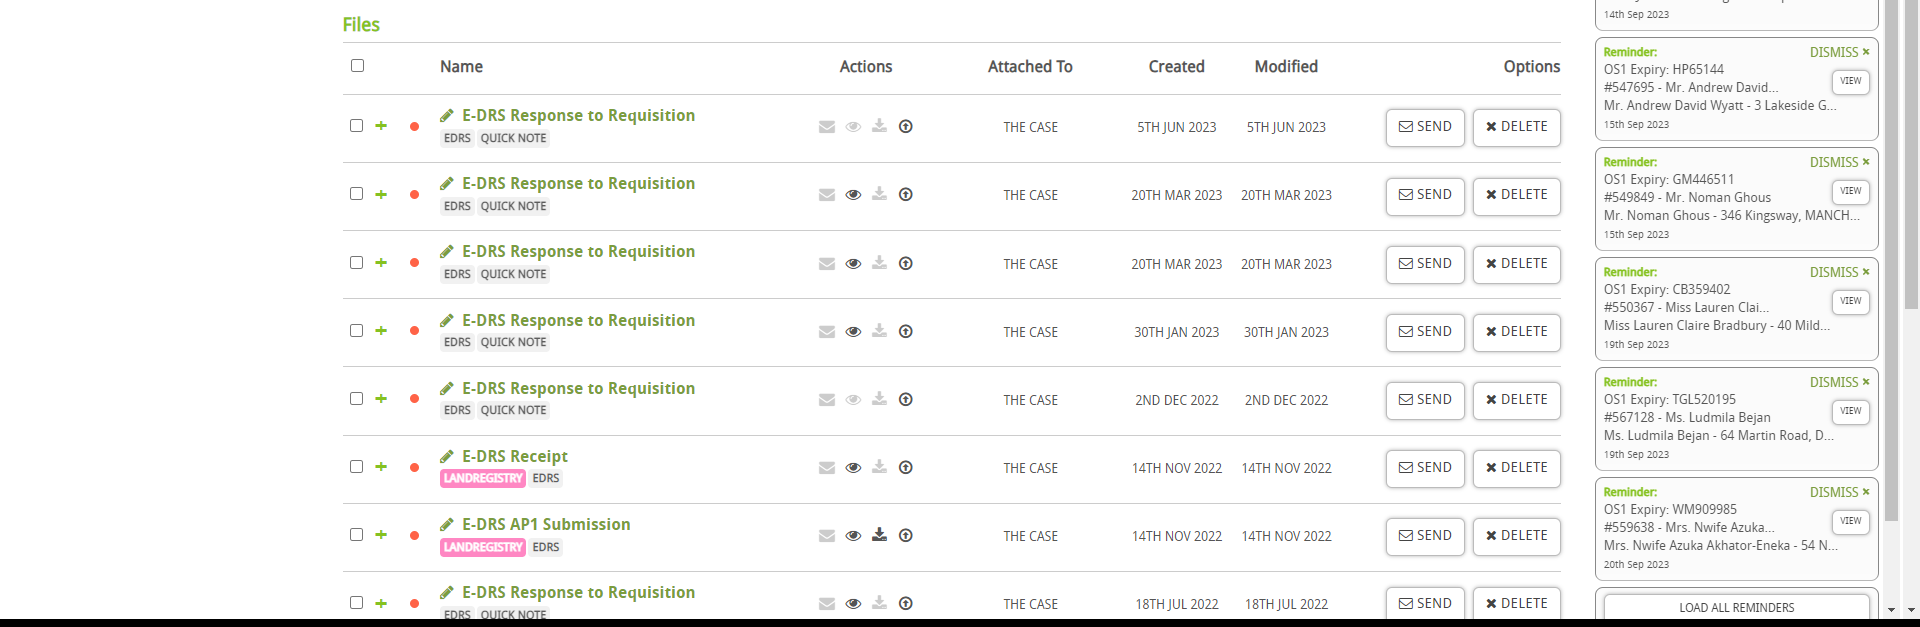 Files
Name Actions Attached To Created Modified Options
E-DRS Response to Requisition
EDRS QUICK NOTE
THE CASE 5TH JUN 2023 5TH JUN 2023 SEND DELETE
E-DRS Response to Requisition
EDRS QUICK NOTE
THE CASE 20TH MAR 2023 20TH MAR 2023 SEND DELETE
E-DRS Response to Requisition
EDRS QUICK NOTE
THE CASE 20TH MAR 2023 20TH MAR 2023 SEND DELETE
E-DRS Response to Requisition
EDRS QUICK NOTE
THE CASE 30TH JAN 2023 30TH JAN 2023 SEND DELETE
E-DRS Response to Requisition
EDRS QUICK NOTE
THE CASE 2ND DEC 2022 2ND DEC 2022 SEND DELETE
E-DRS Receipt
LANDREGISTRY EDRS
THE CASE 14TH NOV 2022 14TH NOV 2022 SEND DELETE
E-DRS AP1 Submission
LANDREGISTRY EDRS
THE CASE 14TH NOV 2022 14TH NOV 2022 SEND DELETE
E-DRS Response to Requisition
EDRS QUICK NOTE
THE CASE 18TH JUL 2022 18TH JUL 2022 SEND DELETE
14th Sep 2023
Reminder: DISMISS ×
OS1 Expiry: HP65144
#547695 - Mr. Andrew David...
VIEW
Mr. Andrew David Wyatt - 3 Lakeside G...
15th Sep 2023
Reminder: DISMISS ×
OS1 Expiry: GM446511
#549849 - Mr. Noman Ghous
VIEW
Mr. Noman Ghous - 346 Kingsway, MANCH...
15th Sep 2023
Reminder: DISMISS ×
OS1 Expiry: CB359402
#550367 - Miss Lauren Clai...
VIEW
Miss Lauren Claire Bradbury - 40 Mild...
19th Sep 2023
Reminder: DISMISS ×
OS1 Expiry: TGL520195
#567128 - Ms. Ludmila Bejan
VIEW
Ms. Ludmila Bejan - 64 Martin Road, D...
19th Sep 2023
Reminder: DISMISS ×
OS1 Expiry: WM909985
#559638 - Mrs. Nwife Azuka...
VIEW
Mrs. Nwife Azuka Akhator-Eneka - 54 N...
20th Sep 2023
LOAD ALL REMINDERS